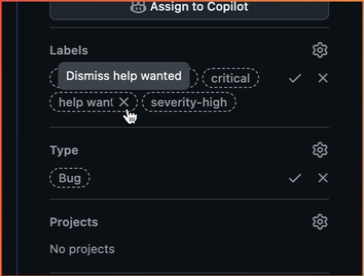 Assign to Copilot
Labels
Dismiss help wanted
critical
help want
severity-high
Type
Bug
Projects
No projects